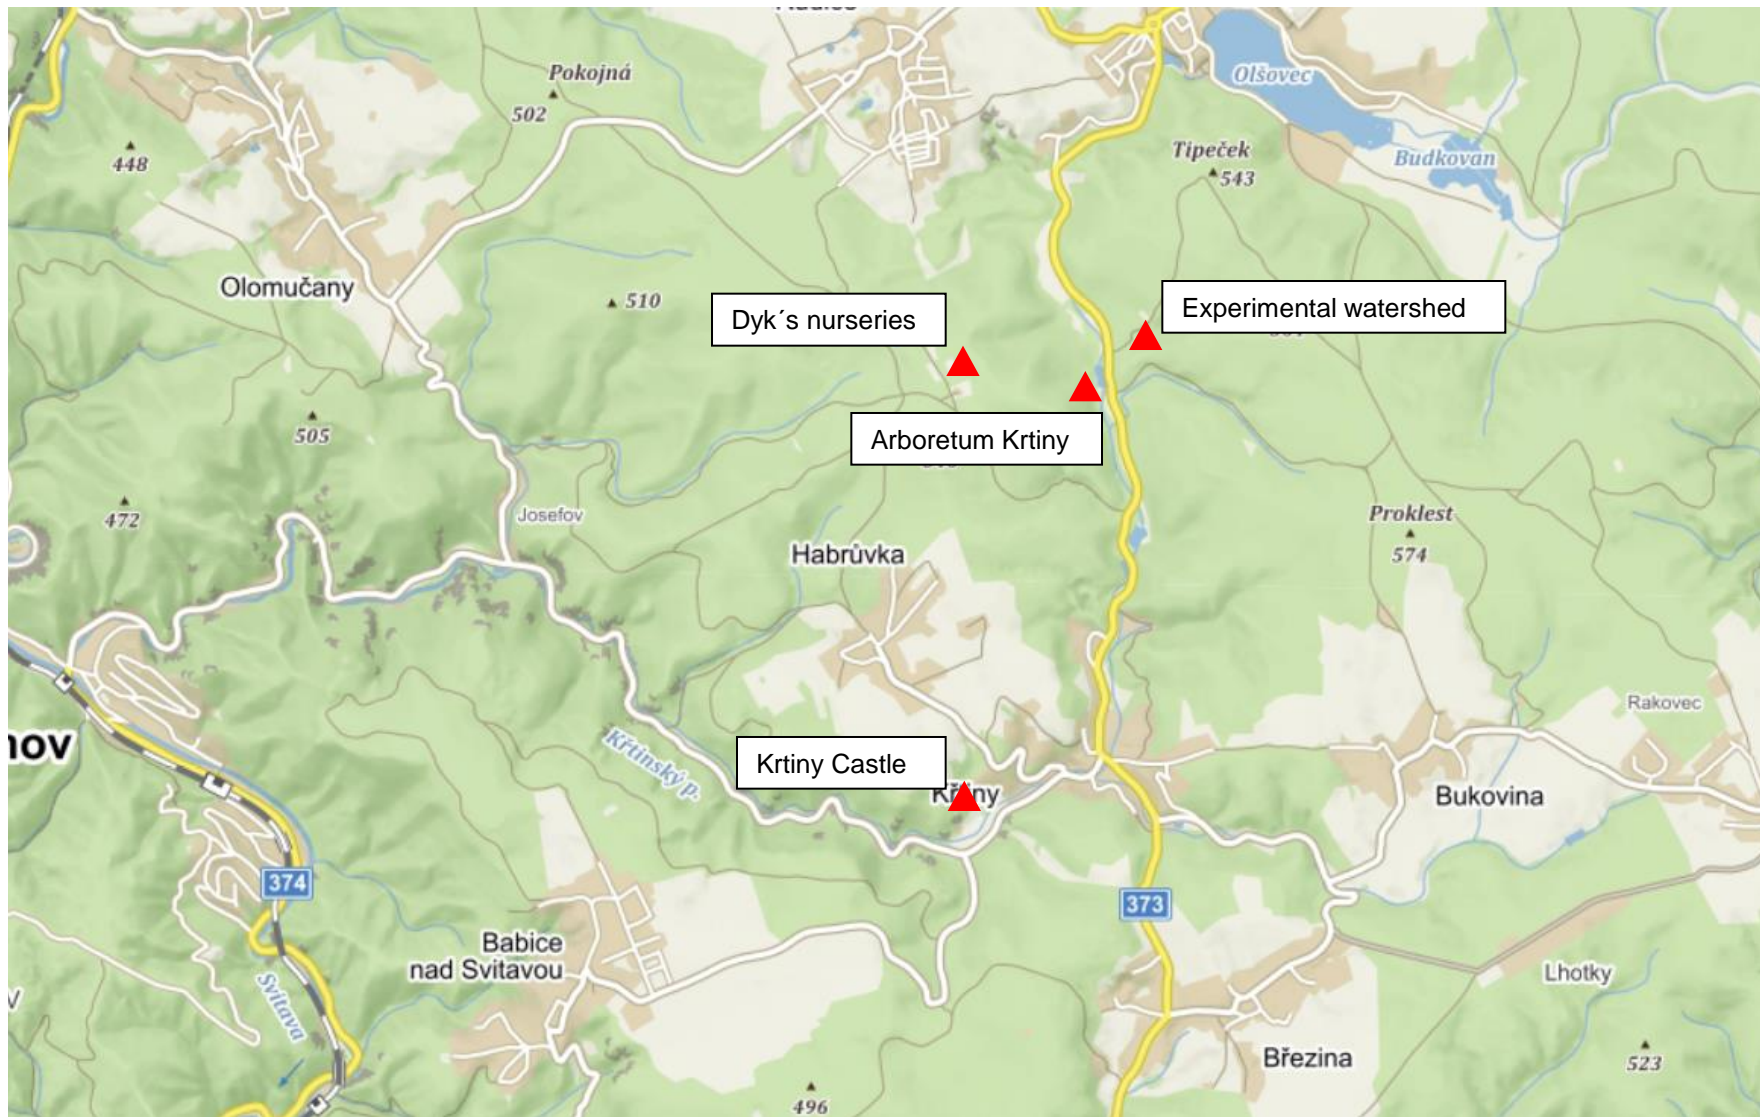 Pokojná
502
448
Olšovec
Tipeček
543
Budkovan
Olomučany
510
Dyk´s nurseries
Experimental watershed
Arboretum Krtiny
505
472
Josefov
Proklest
574
Habrůvka
Rakovec
Křtinský p.
Krtiny Castle
Bukovina
374
373
Babice
nad Svitavou
Svitava
Lhotky
Březina
523
496